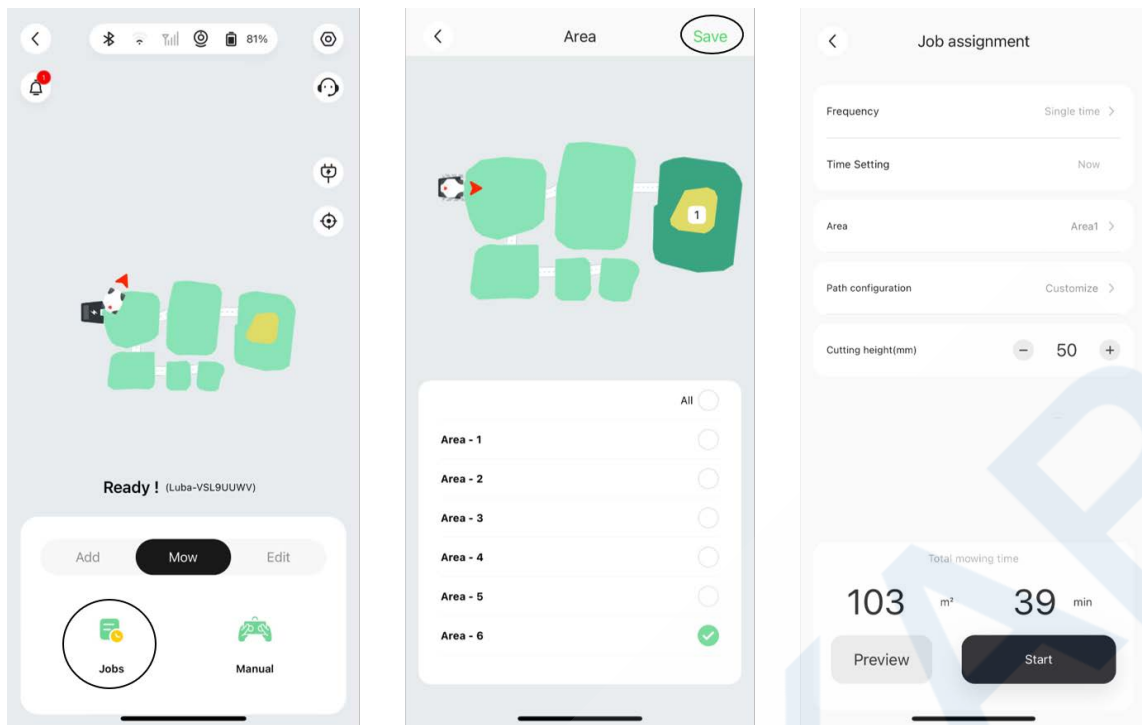 81%
1
Ready ! (Luba-VSL9UUWV)
Add Mow Edit
Jobs Manual
Area Save
1
All
Area - 1
Area - 2
Area - 3
Area - 4
Area - 5
Area - 6
Job assignment
Frequency Single time >
Time Setting Now
Area Area1 >
Path configuration Customize >
Cutting height(mm) − 50 +
Total mowing time
103 m² 39 min
Preview Start